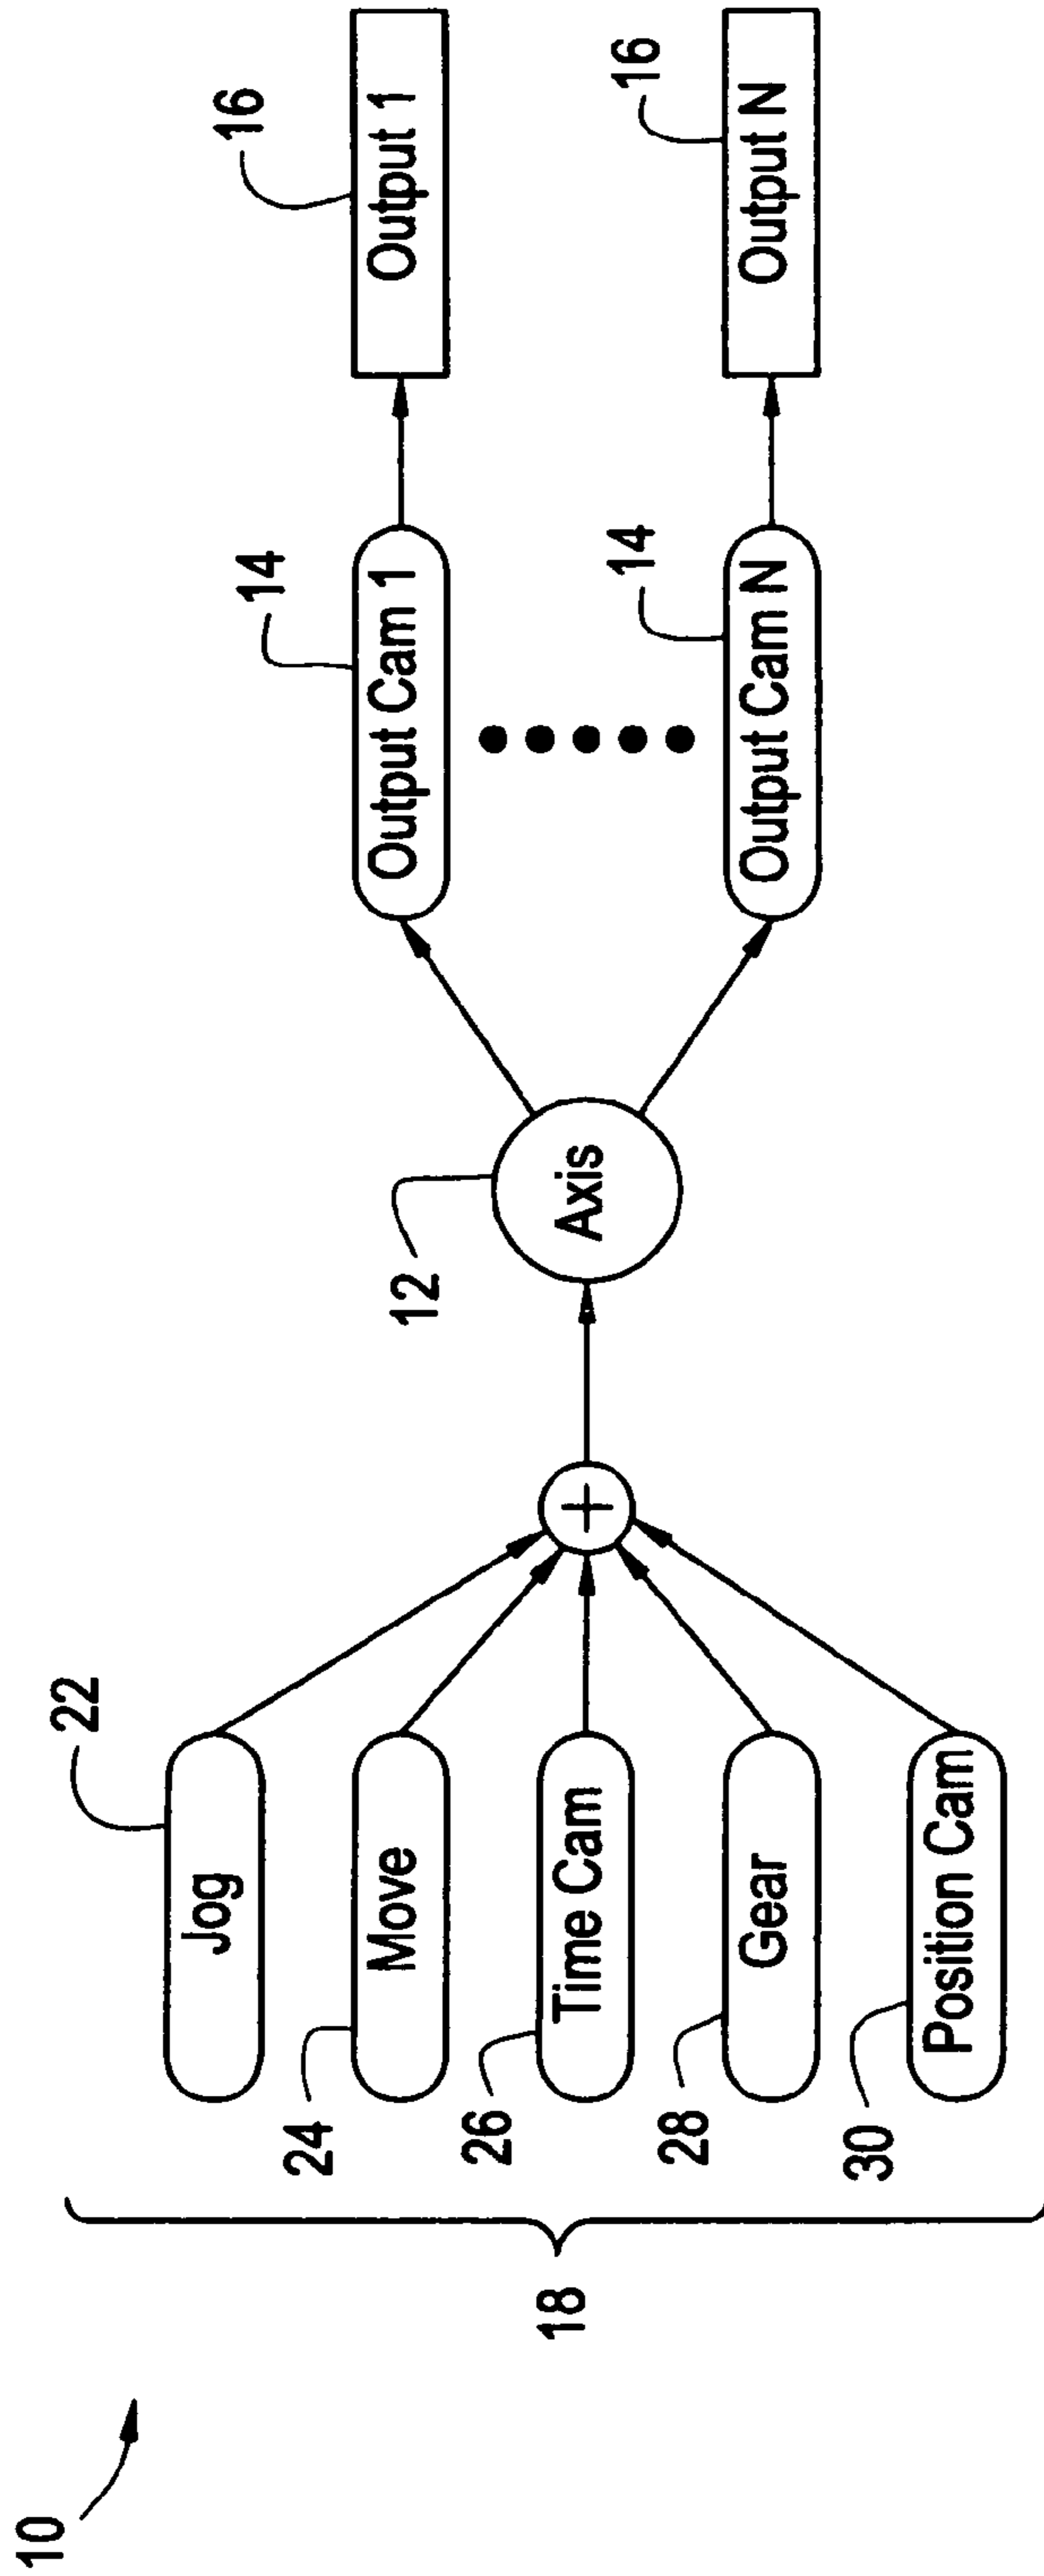 10
18
22
Jog
24
Move
26
Time Cam
28
Gear
30
Position Cam
+
12
Axis
14
Output Cam 1
14
Output Cam N
16
Output 1
16
Output N